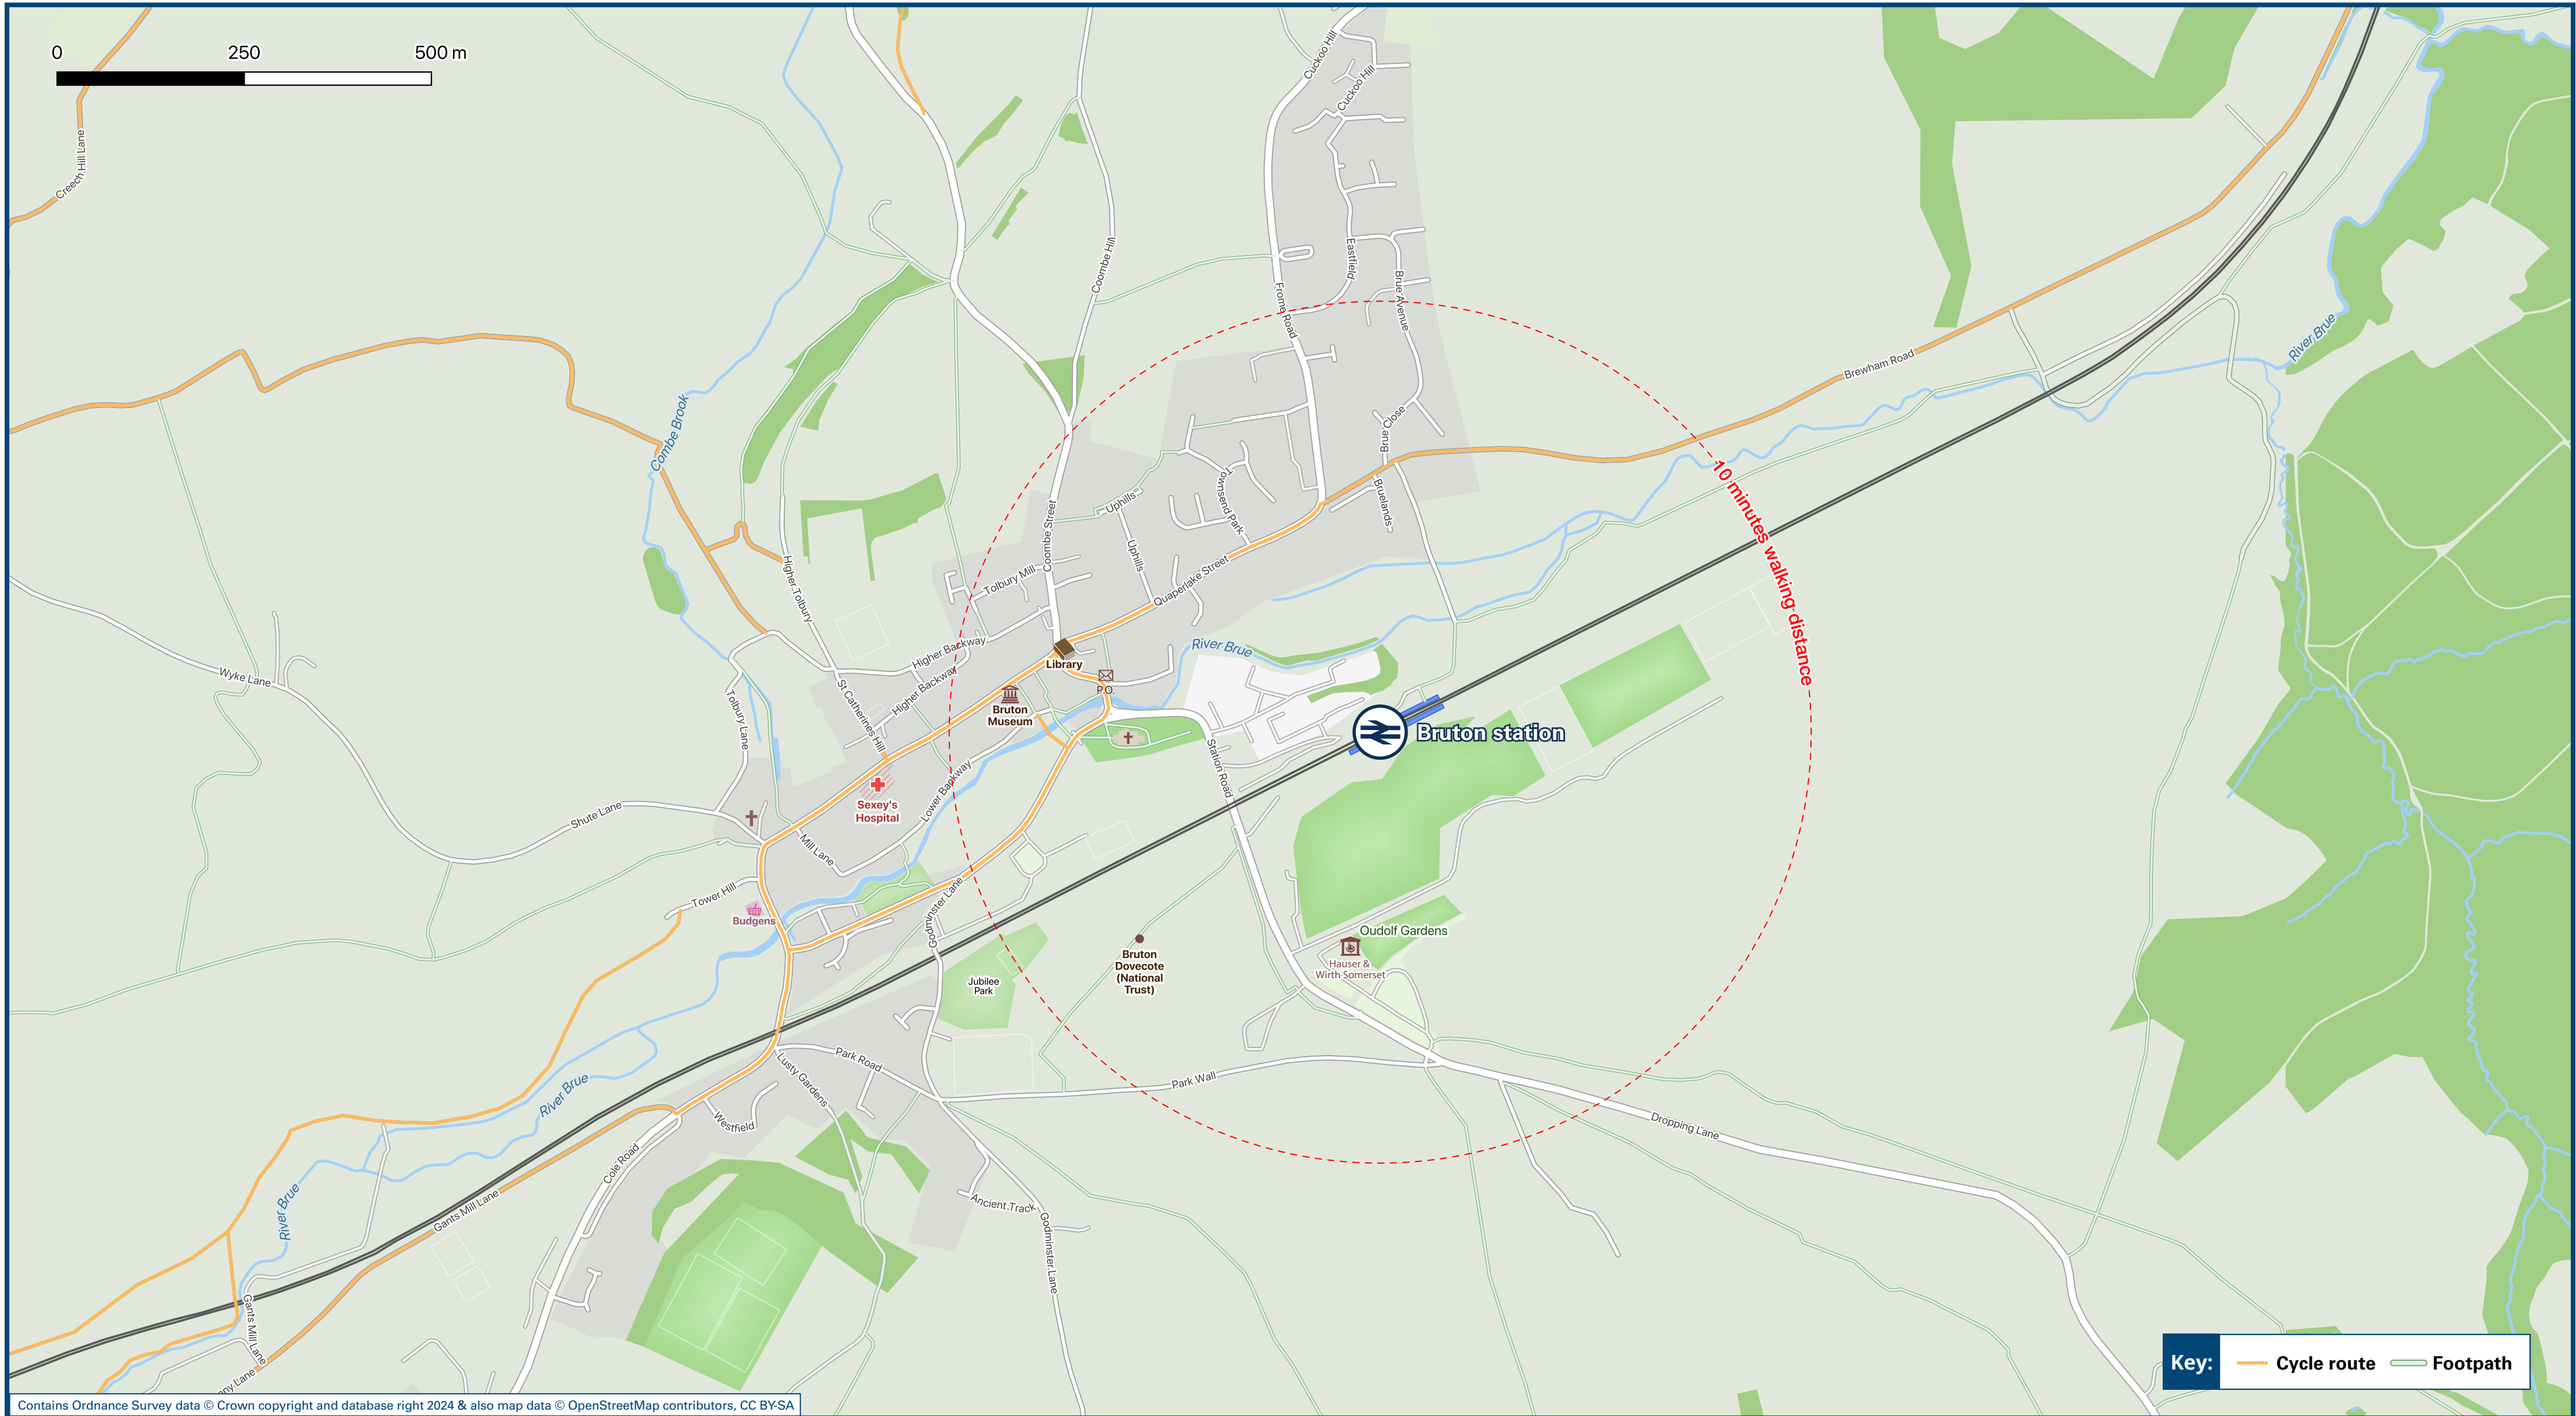 0 250 500 m
Creech Hill Lane
Cuckoo Hill
Cuckoo Hill
Coombe Hill
Eastfield
Brue Avenue
Frome Road
River Brue
Brewham Road
Combe Brook
Brue Close
10 minutes walking distance
Townsend Park
Bruelands
Uphills
Uphills
Coombe Street
Higher Tolbury
Tolbury Mill
Quaperlake Street
Higher Backway
River Brue
Library
Wyke Lane
Higher Backway
P.O.
St Catherines Hill
Tolbury Lane
Bruton
Museum
Bruton station
Station Road
Lower Backway
Sexey's
Hospital
Shute Lane
Mill Lane
Tower Hill
Budgens
Godminster Lane
Oudolf Gardens
Hauser &
Wirth Somerset
Bruton
Dovecote
(National
Trust)
Jubilee
Park
Park Road
Lusty Gardens
Park Wall
River Brue
Westfield
Dropping Lane
Cole Road
River Brue
Gants Mill Lane
Ancient Track
Godminster Lane
Gants Mill Lane
ny Lane
Key: Cycle route Footpath
Contains Ordnance Survey data © Crown copyright and database right 2024 & also map data © OpenStreetMap contributors, CC BY-SA